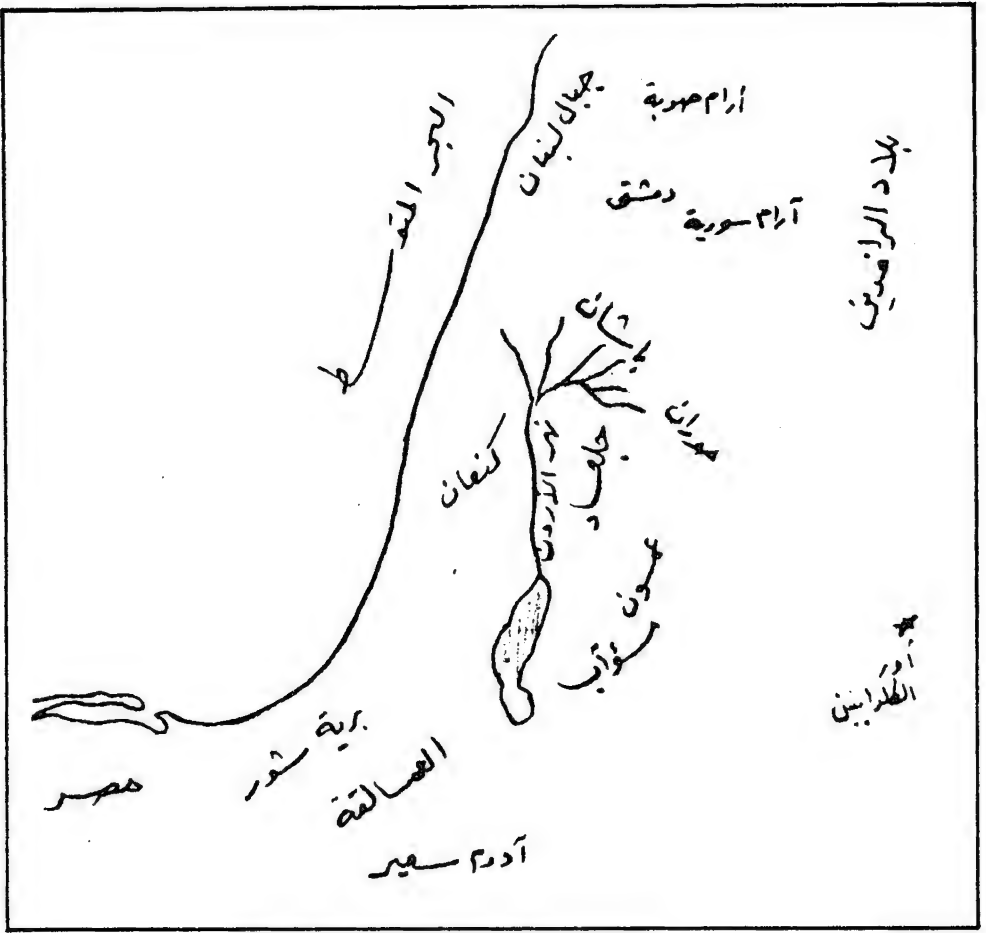 أرام صوبة
جبال لبنان
البحر المتوسط
بلاد الرافدين
آرام سورية
دمشق
باشان
حوران
نهر الأردن
جلعاد
كنعان
عمون
مؤآب
أور
الكلدانيين
برية شور
العمالقة
مصر
آدوم سعير